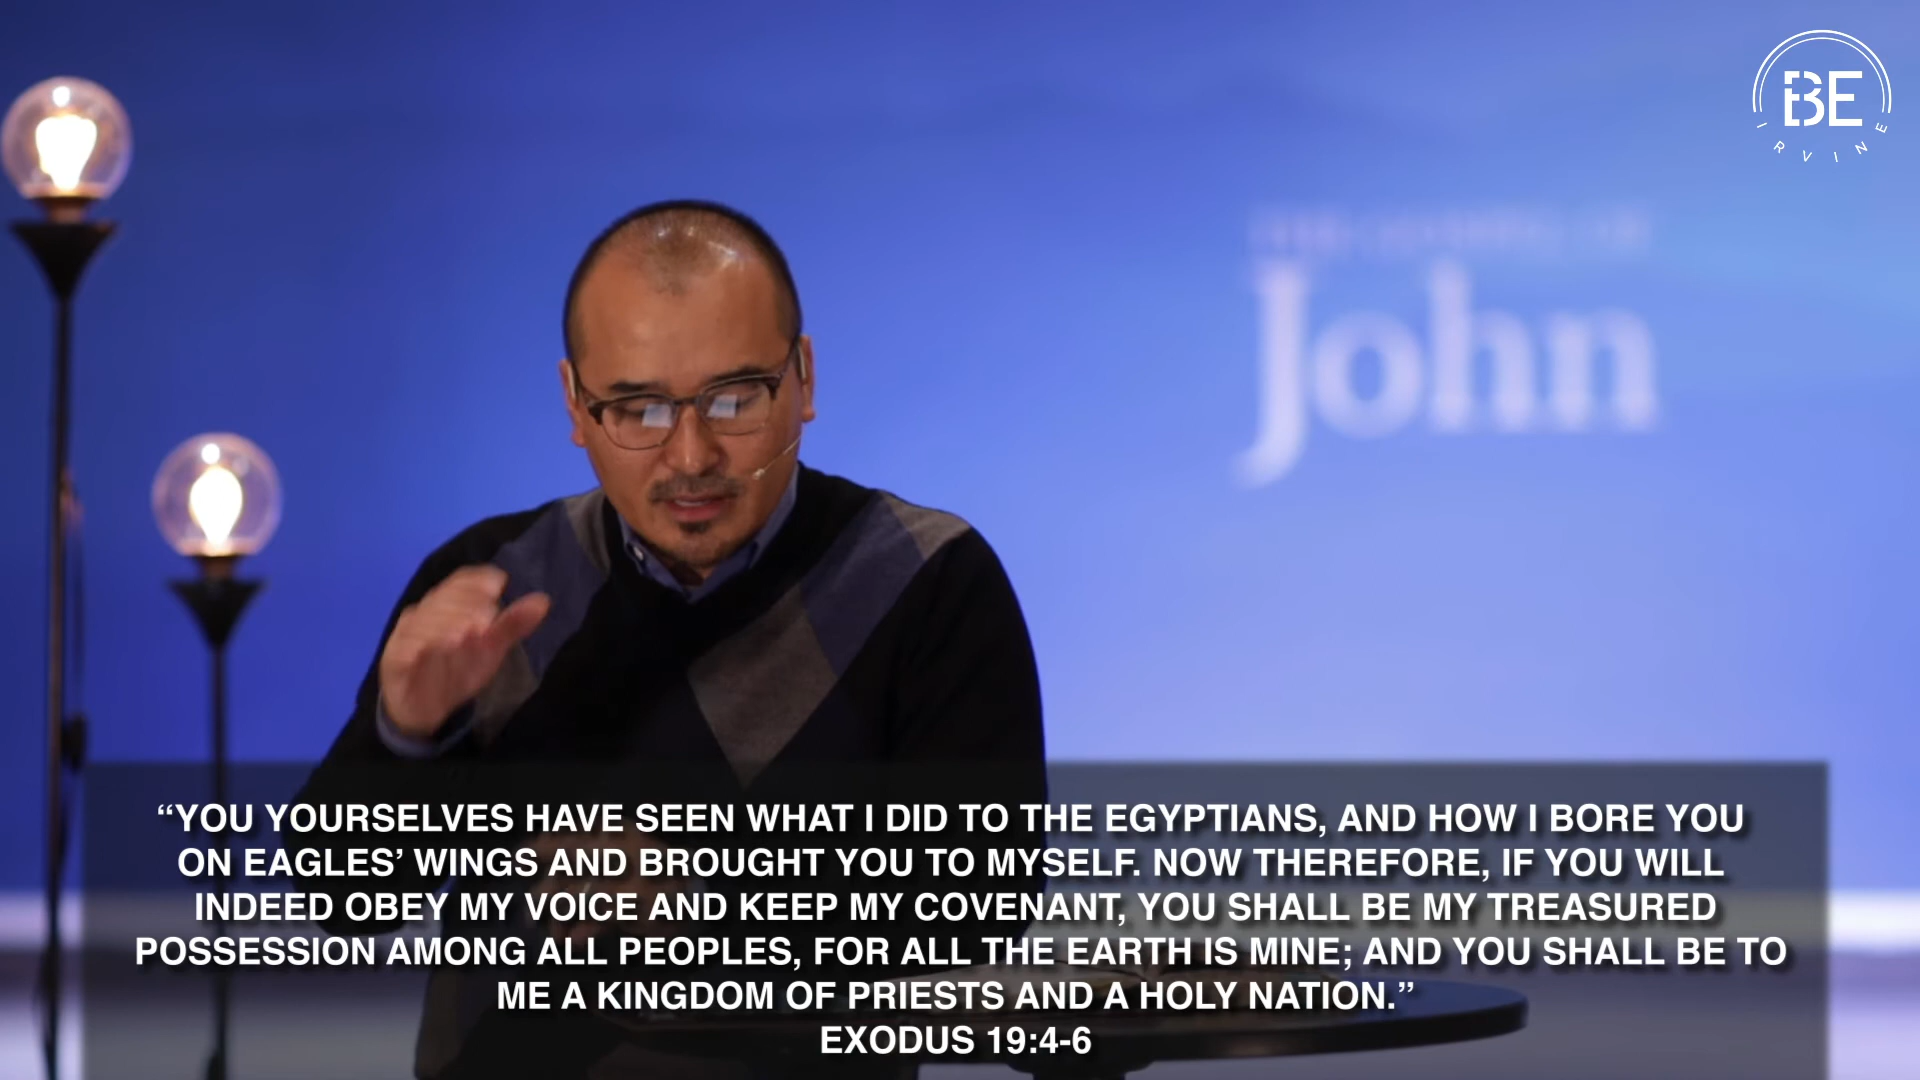 BE
IRVINE
THE GOSPEL OF
John
“YOU YOURSELVES HAVE SEEN WHAT I DID TO THE EGYPTIANS, AND HOW I BORE YOU
ON EAGLES’ WINGS AND BROUGHT YOU TO MYSELF. NOW THEREFORE, IF YOU WILL
INDEED OBEY MY VOICE AND KEEP MY COVENANT, YOU SHALL BE MY TREASURED
POSSESSION AMONG ALL PEOPLES, FOR ALL THE EARTH IS MINE; AND YOU SHALL BE TO
ME A KINGDOM OF PRIESTS AND A HOLY NATION.”
EXODUS 19:4-6